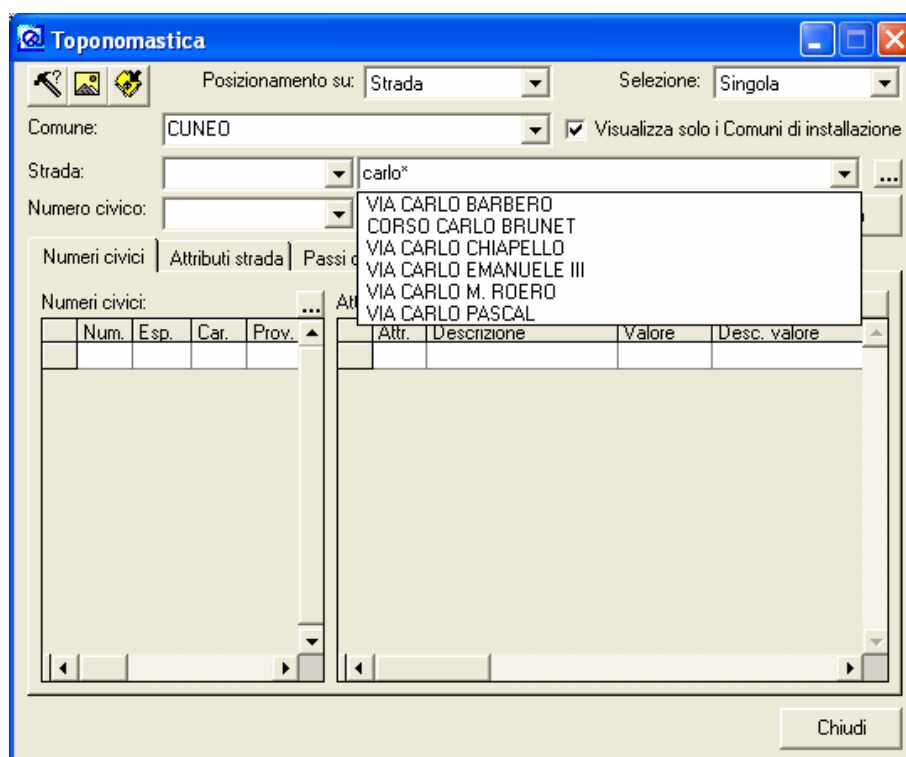 Toponomastica
Posizionamento su: Strada Selezione: Singola
Comune: CUNEO Visualizza solo i Comuni di installazione
Strada: carlo* ...
Numero civico:
VIA CARLO BARBERO
CORSO CARLO BRUNET
VIA CARLO CHIAPELLO
VIA CARLO EMANUELE III
VIA CARLO M. ROERO
VIA CARLO PASCAL
Numeri civici Attributi strada Passi
Numeri civici: ...
Num. Esp. Car. Prov. Attr. Descrizione Valore Desc. valore
Chiudi